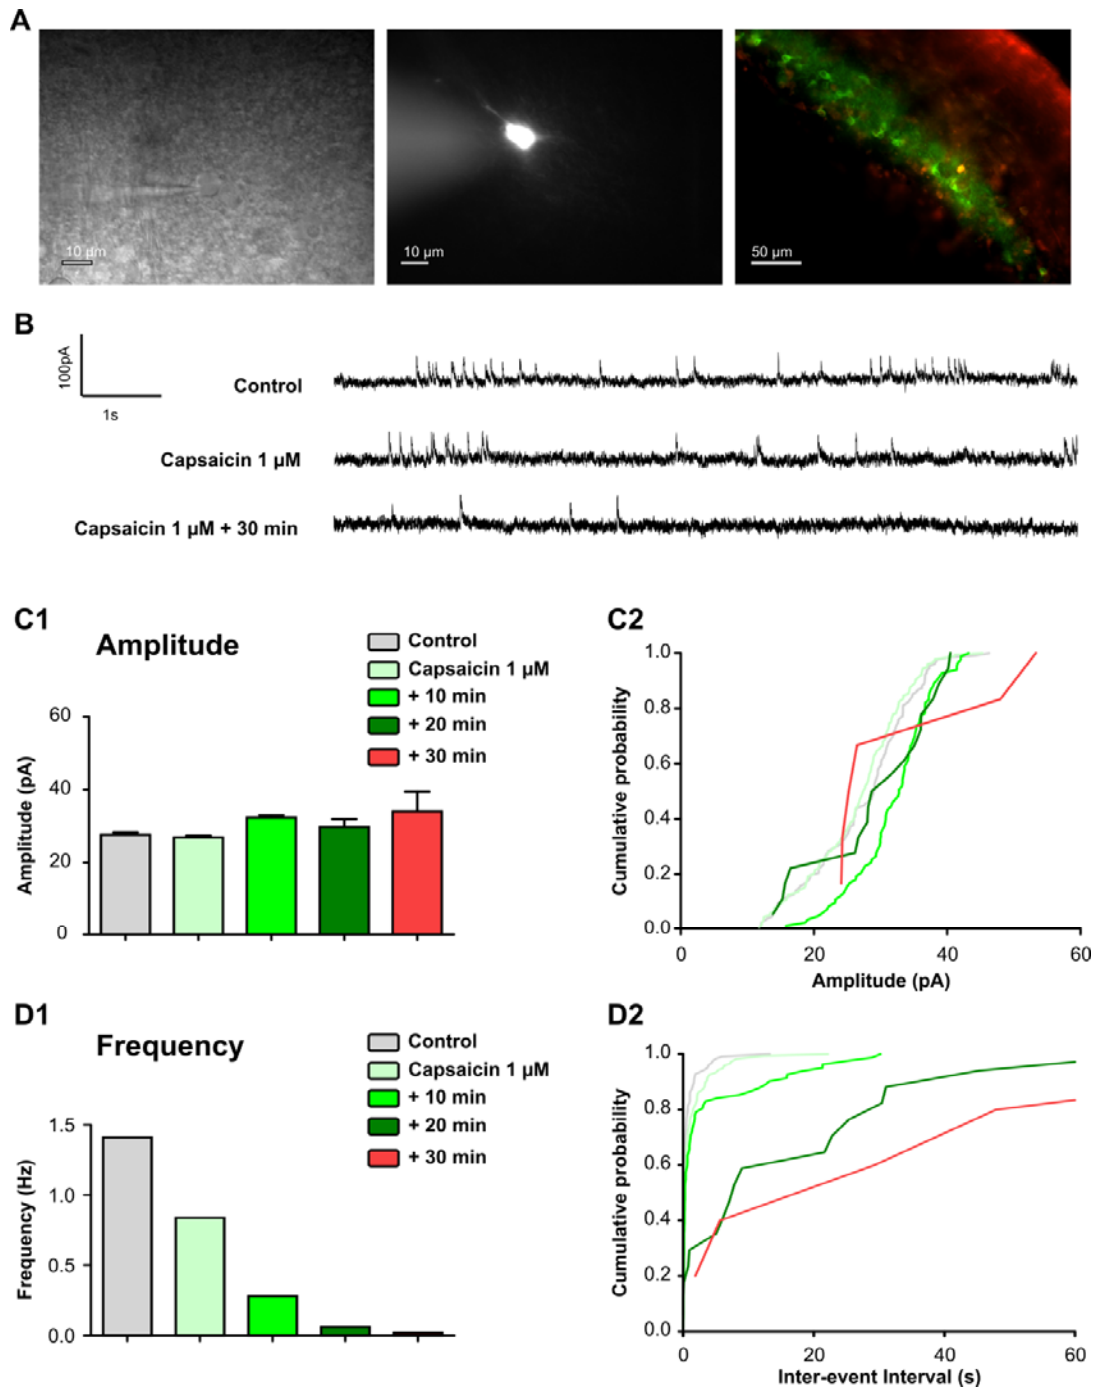 A
10 µm
10 µm
50 µm
B
100pA
1s
Control
Capsaicin 1 µM
Capsaicin 1 µM + 30 min
C1
Amplitude
Control
Capsaicin 1 µM
+ 10 min
+ 20 min
+ 30 min
Amplitude (pA)
60
40
20
0
C2
Cumulative probability
1.0
0.8
0.6
0.4
0.2
0.0
0 20 40 60
Amplitude (pA)
D1
Frequency
Control
Capsaicin 1 µM
+ 10 min
+ 20 min
+ 30 min
Frequency (Hz)
1.5
1.0
0.5
0.0
D2
Cumulative probability
1.0
0.8
0.6
0.4
0.2
0.0
0 20 40 60
Inter-event Interval (s)